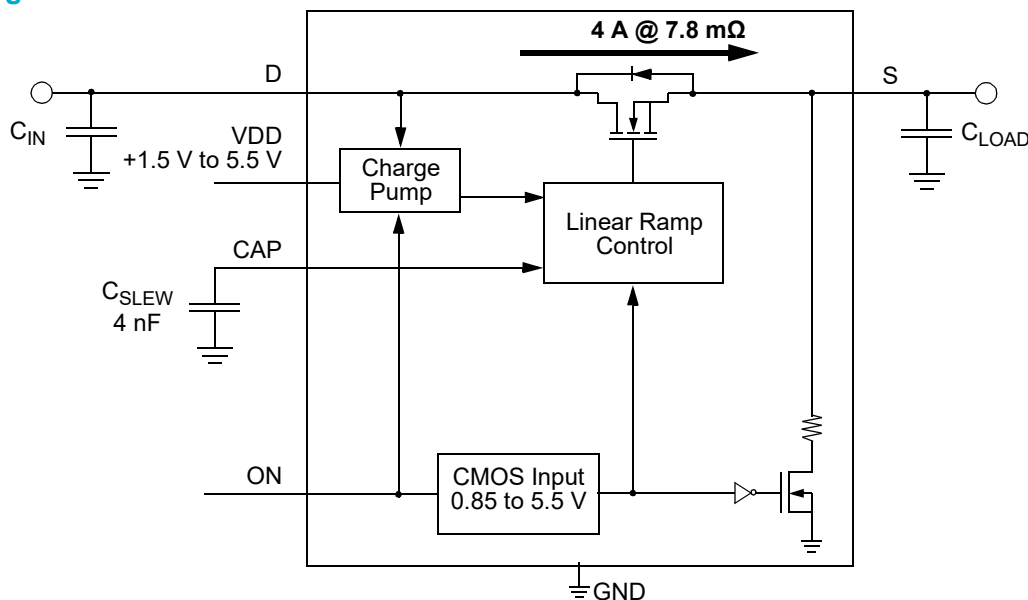 4 A @ 7.8 mΩ
D
S
C_IN
VDD
+1.5 V to 5.5 V
Charge
Pump
C_LOAD
Linear Ramp
Control
CAP
C_SLEW
4 nF
ON
CMOS Input
0.85 to 5.5 V
GND